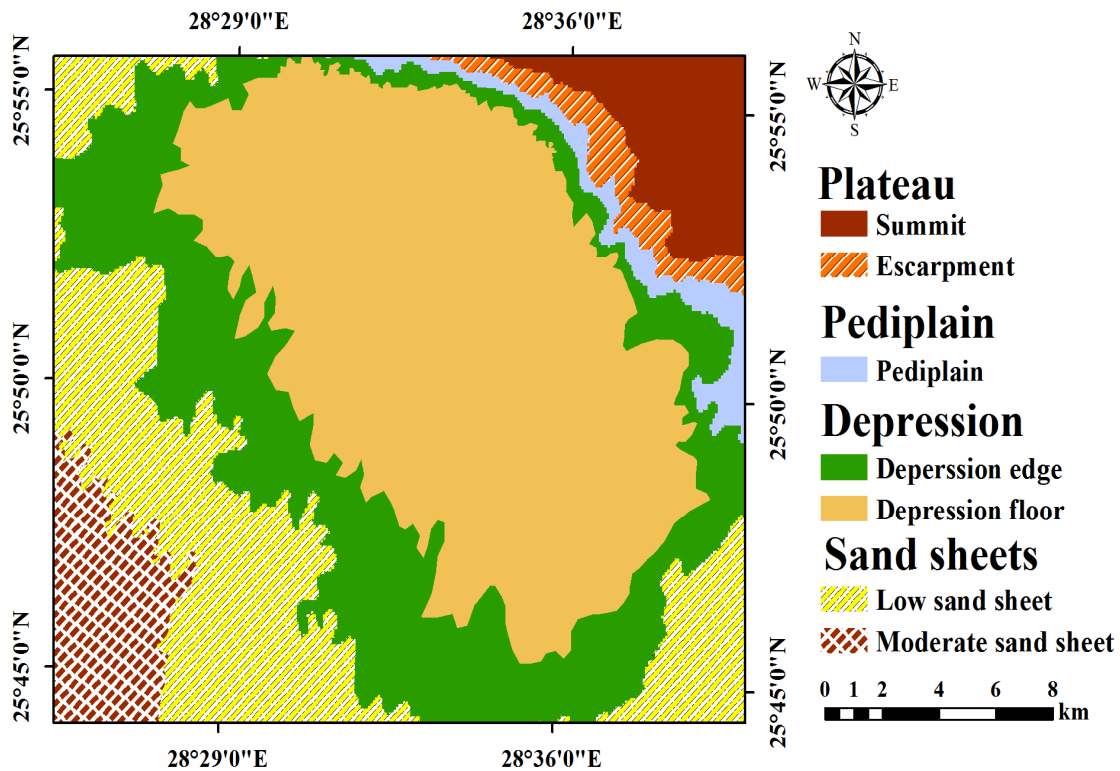 28°29'0"E 28°36'0"E
25°55'0"N
25°50'0"N
25°45'0"N
25°55'0"N
25°50'0"N
25°45'0"N
28°29'0"E 28°36'0"E
N
W E
S
Plateau
Summit
Escarpment
Pediplain
Pediplain
Depression
Deperssion edge
Depression floor
Sand sheets
Low sand sheet
Moderate sand sheet
0 1 2 4 6 8
km